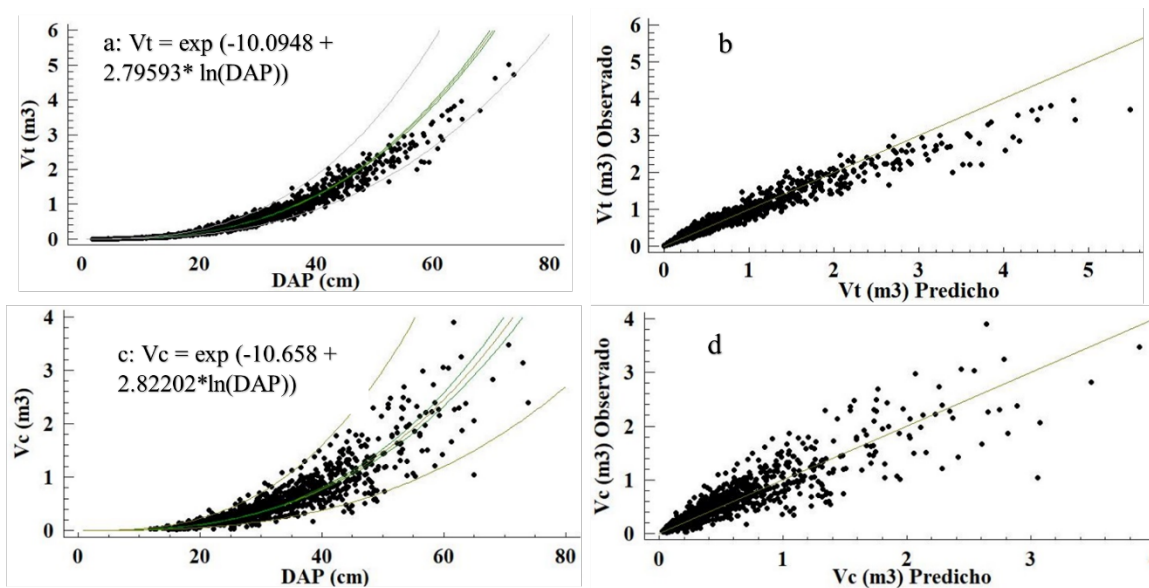 a: Vt = exp (-10.0948 +
2.79593* ln(DAP))
Vt (m3)
6
5
4
3
2
1
0
0 20 40 60 80
DAP (cm)
b
Vt (m3) Observado
6
5
4
3
2
1
0
0 1 2 3 4 5
Vt (m3) Predicho
c: Vc = exp (-10.658 +
2.82202*ln(DAP))
Vc (m3)
4
3
2
1
0
0 20 40 60 80
DAP (cm)
d
Vc (m3) Observado
4
3
2
1
0
0 1 2 3
Vc (m3) Predicho